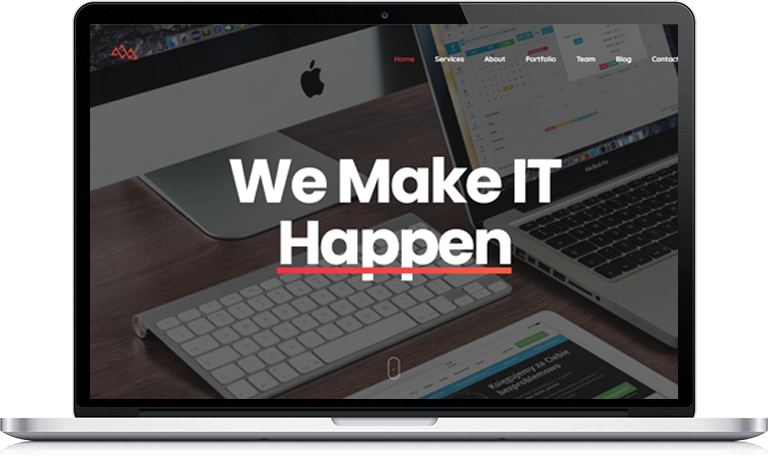 Home Services About Portfolio Team Blog Contact
MacBook Pro
We Make IT
Happen
Księgujemy za Ciebie
bezproblemowo